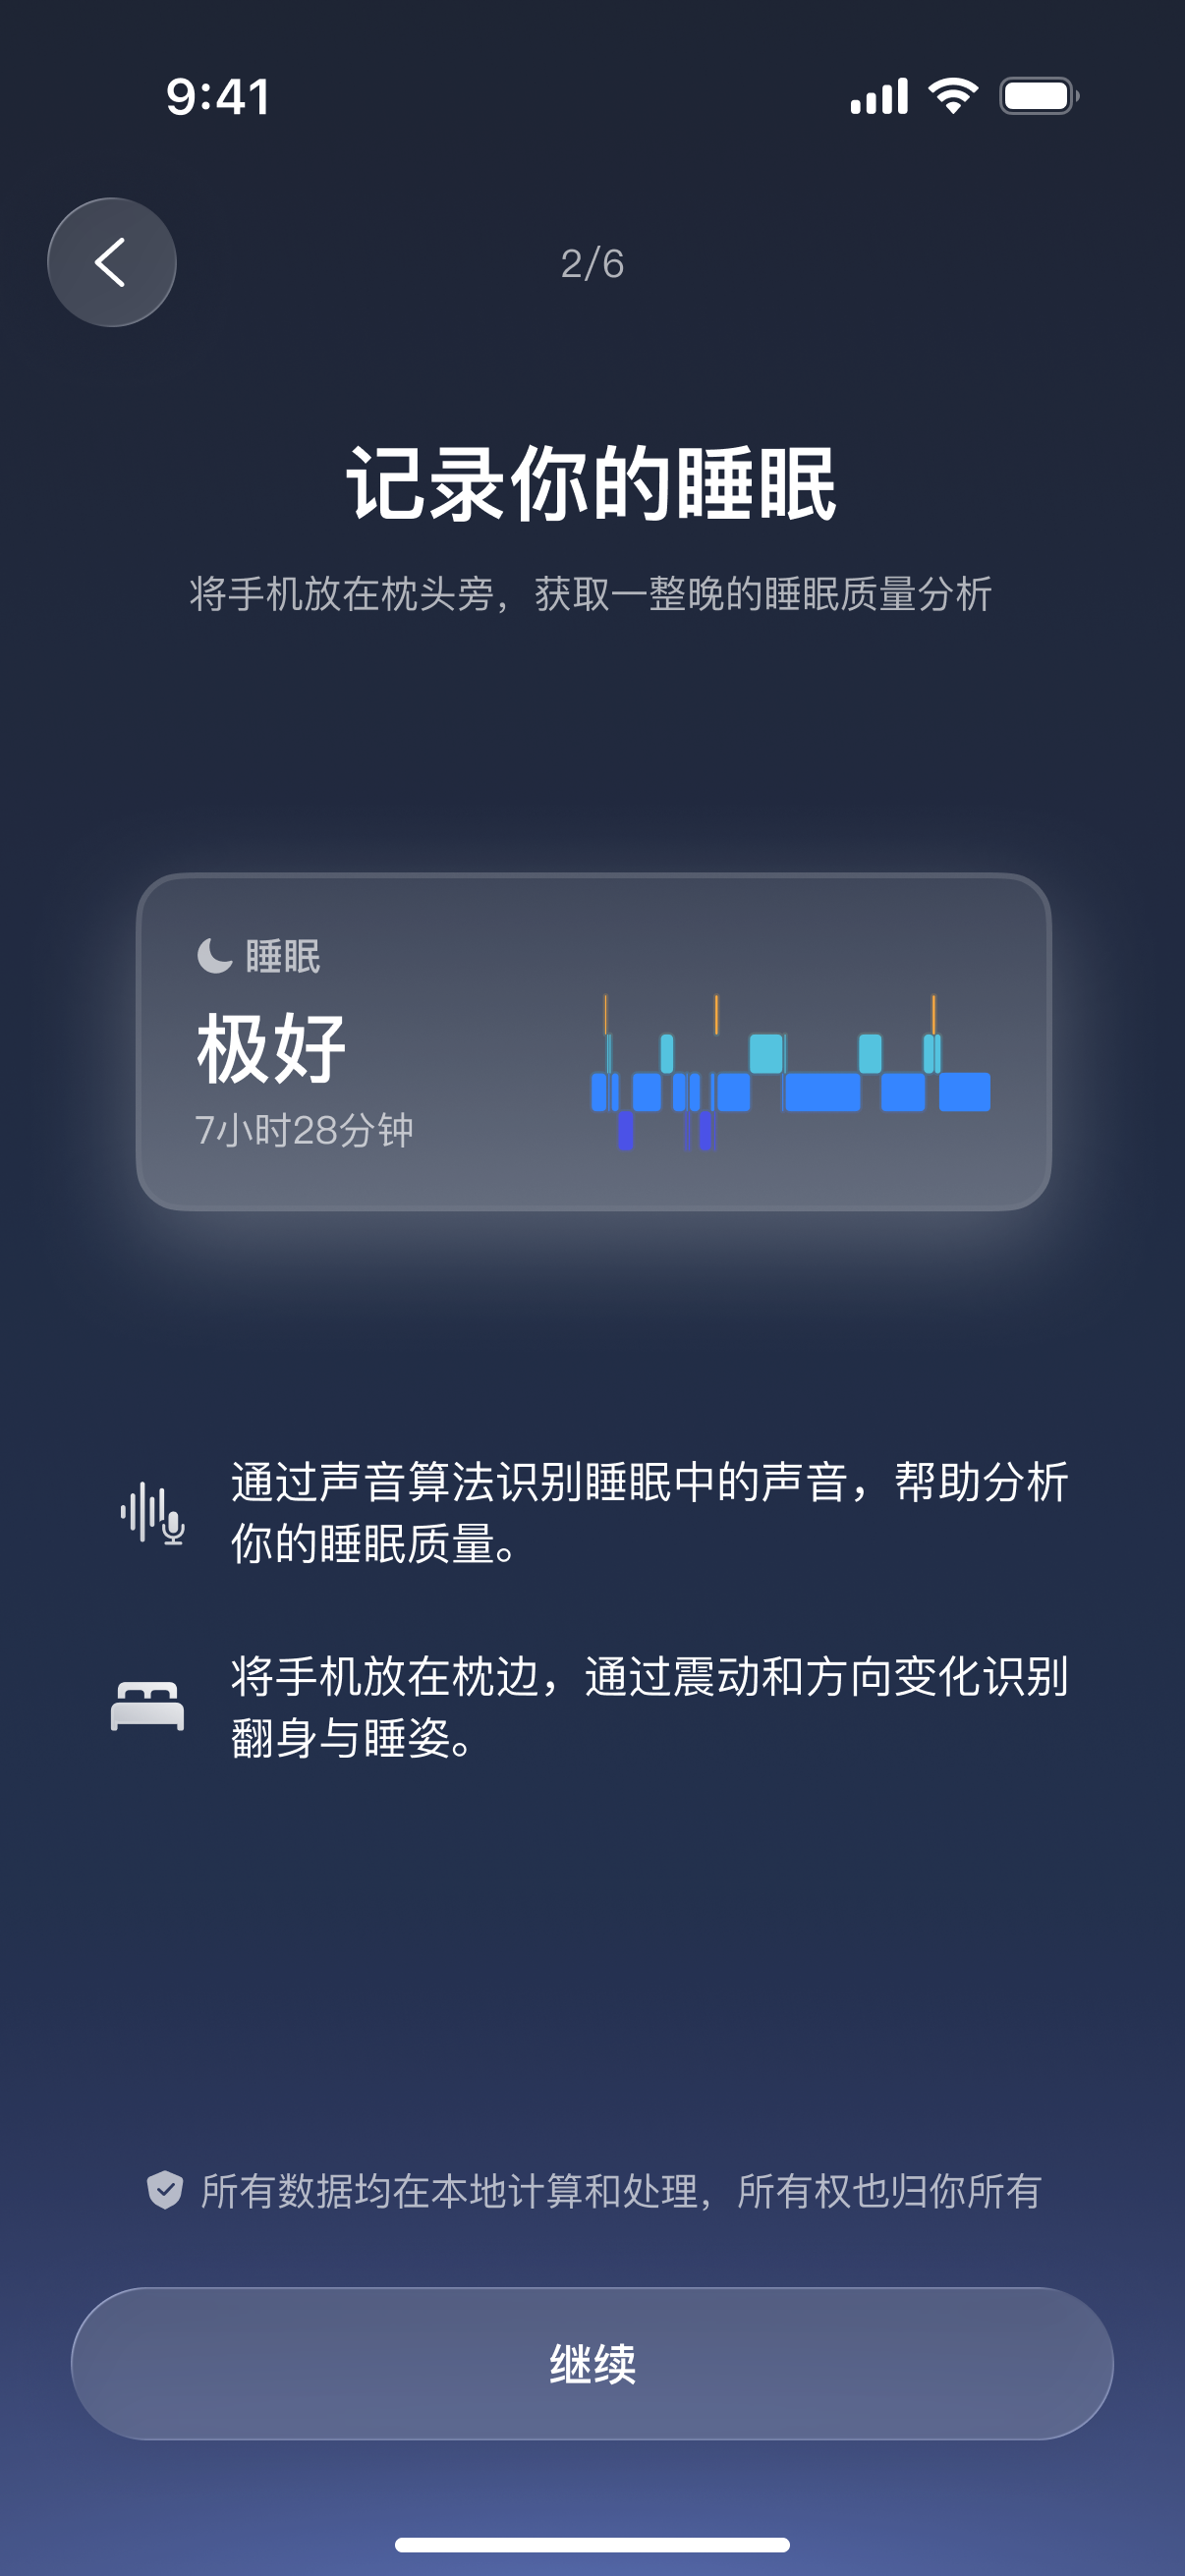 9:41
2/6
记录你的睡眠
将手机放在枕头旁，获取一整晚的睡眠质量分析
睡眠
极好
7小时28分钟
通过声音算法识别睡眠中的声音，帮助分析
你的睡眠质量。
将手机放在枕边，通过震动和方向变化识别
翻身与睡姿。
所有数据均在本地计算和处理，所有权也归你所有
继续